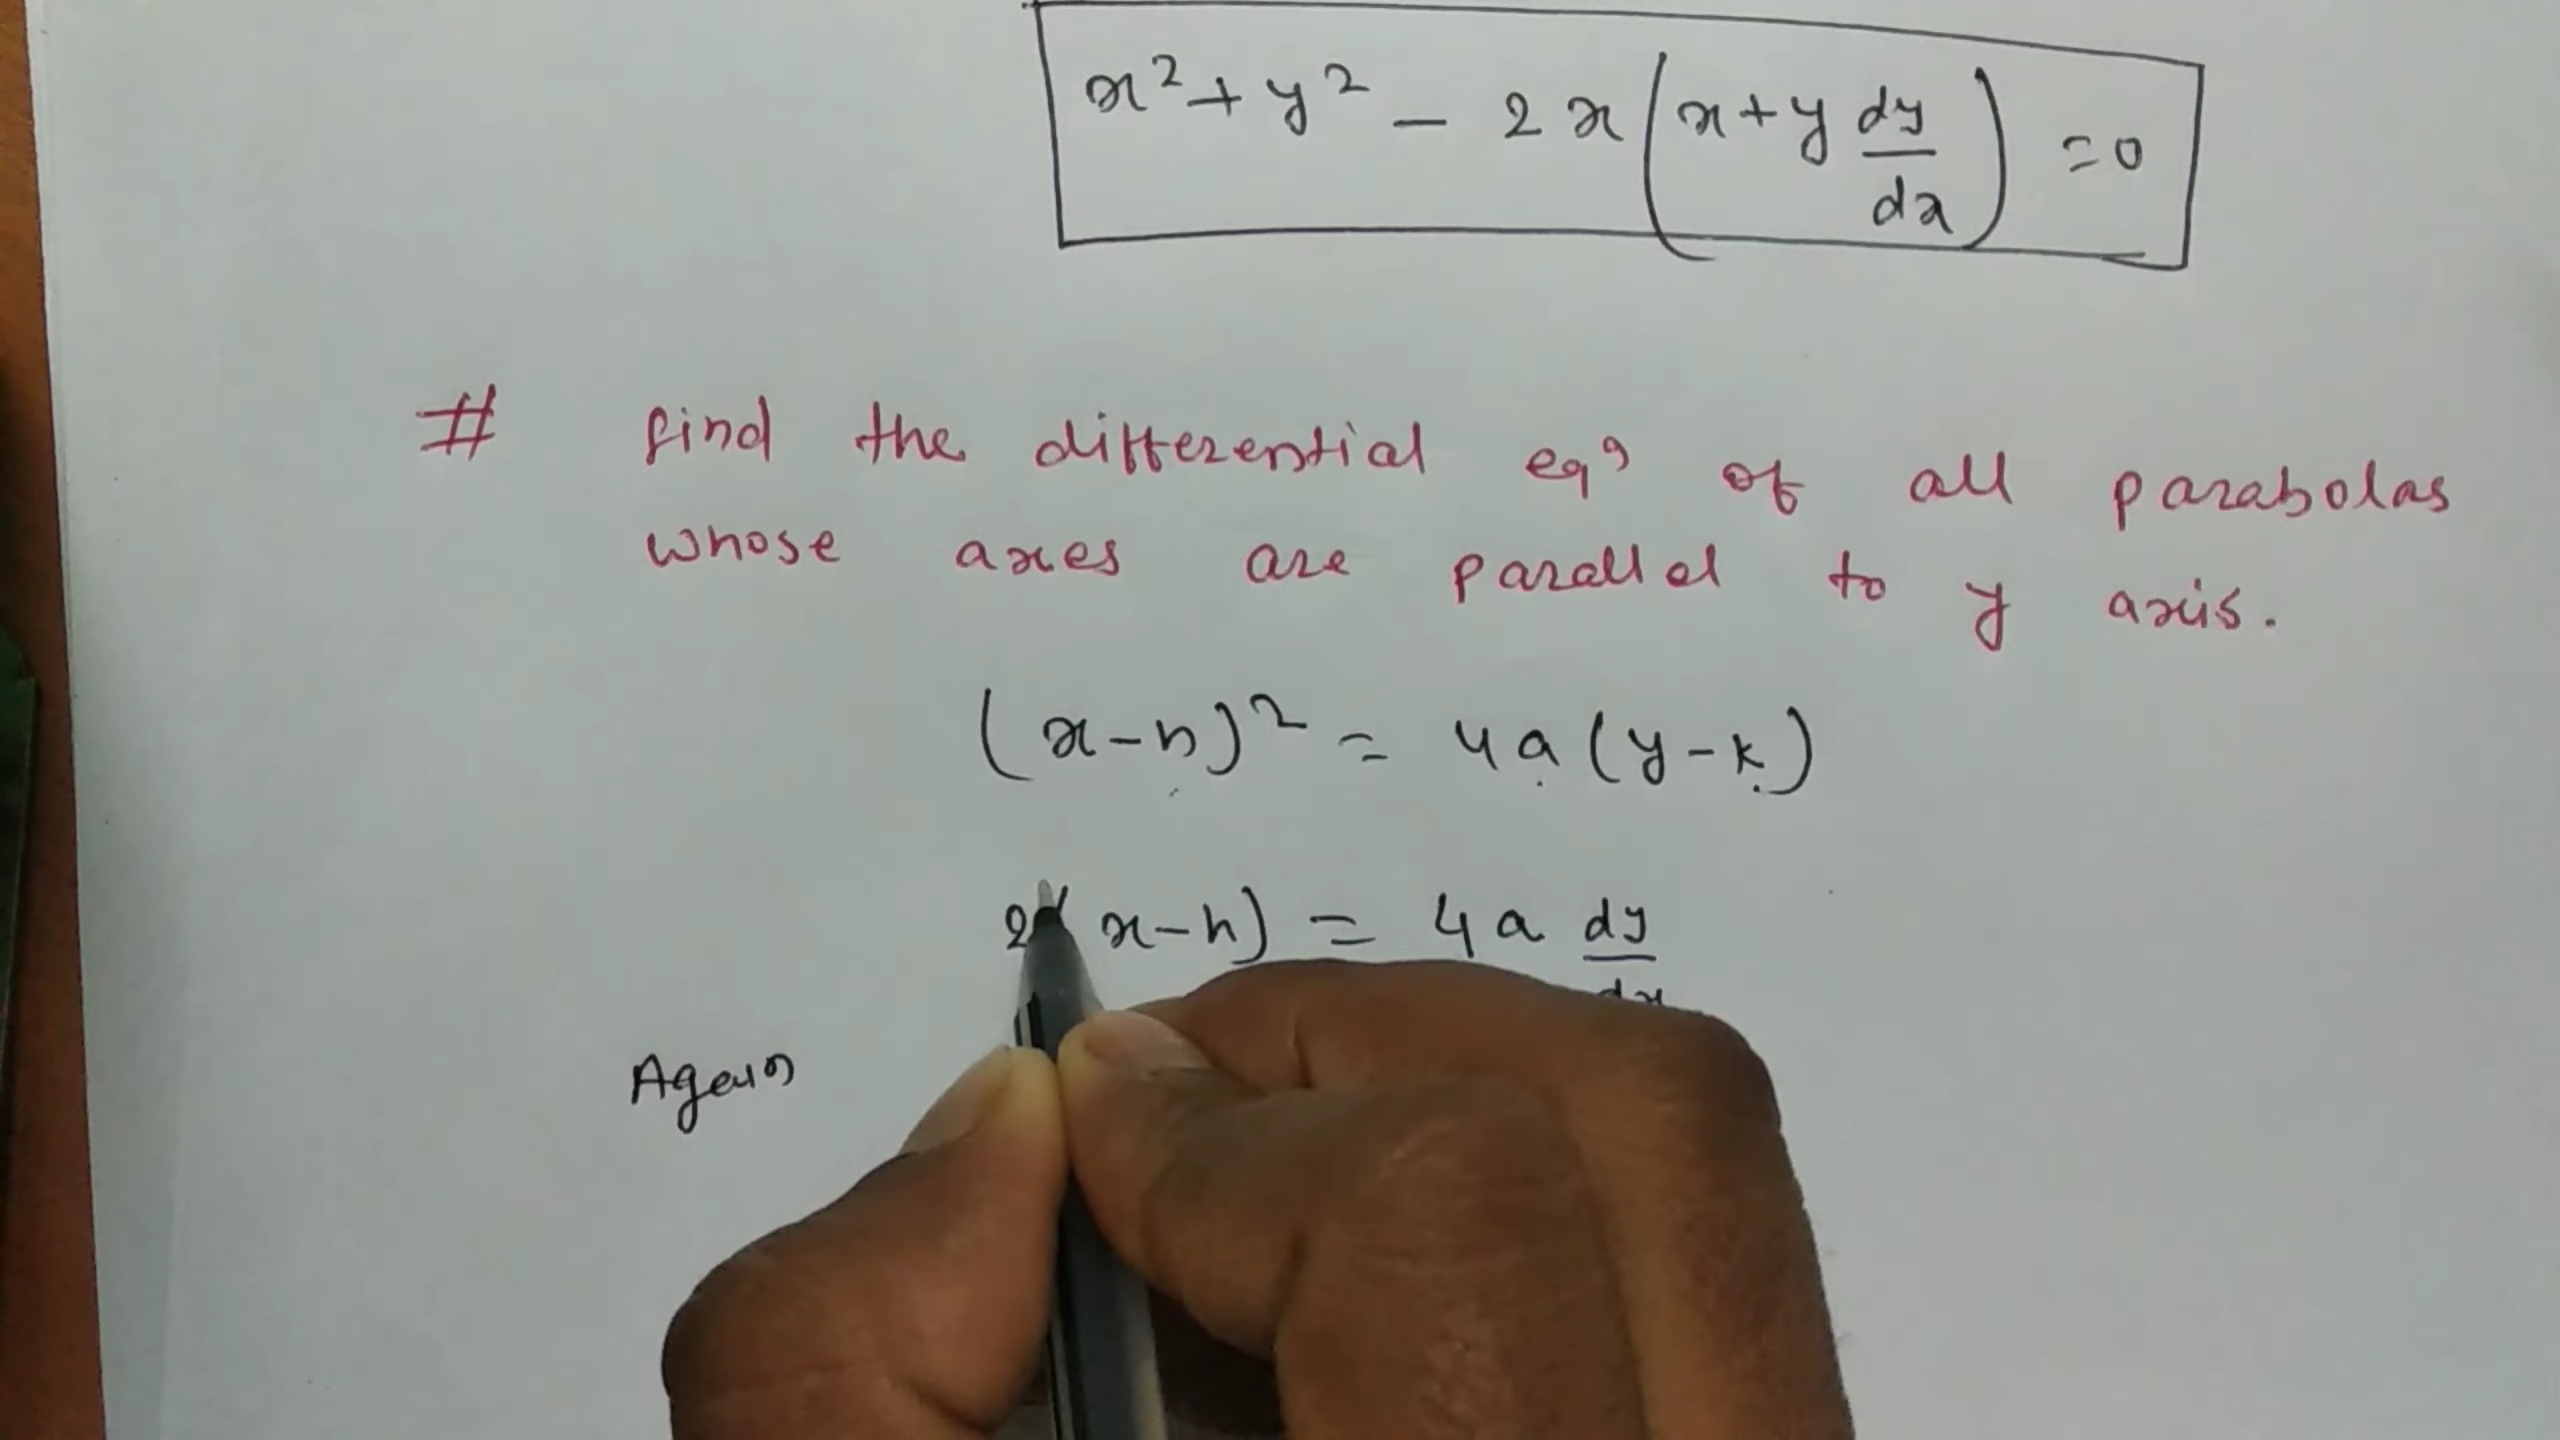 x² + y² - 2x(x + y dy/dx) = 0
# find the differential eqⁿ of all parabolas
whose axes are parallel to y axis.
(x-h)² = 4a(y-k)
2(x-h) = 4a dy/dx
Again